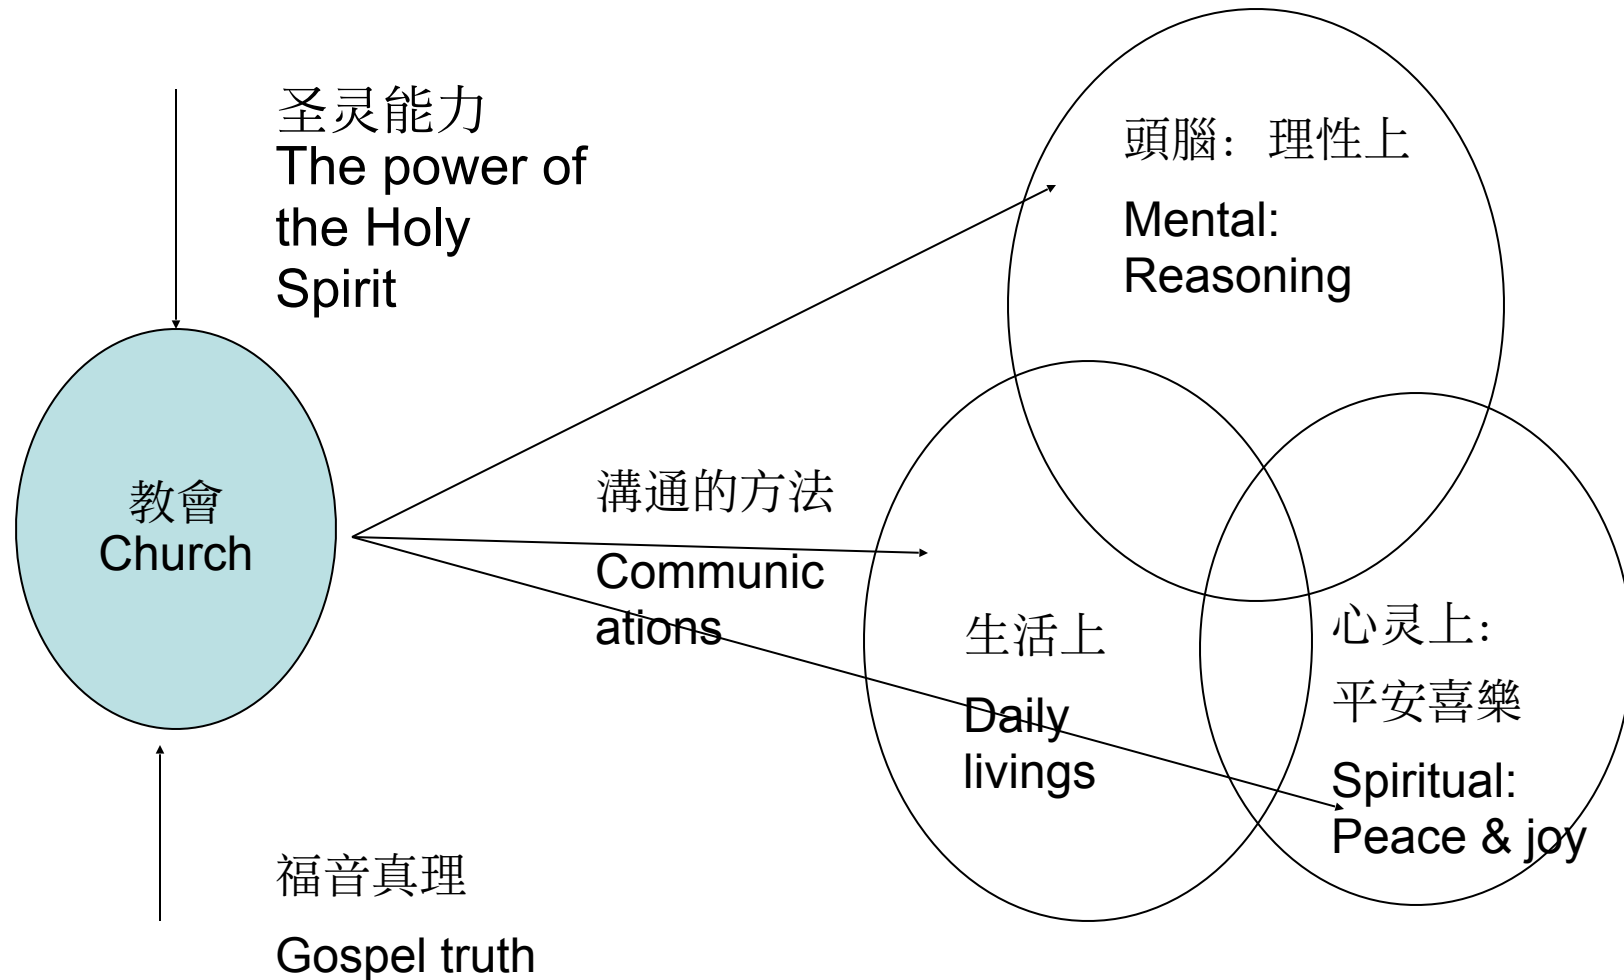 圣灵能力
The power of
the Holy
Spirit
頭腦：理性上
Mental:
Reasoning
教會
Church
溝通的方法
Communic
ations
生活上
Daily
livings
心灵上：
平安喜樂
Spiritual:
Peace & joy
福音真理
Gospel truth